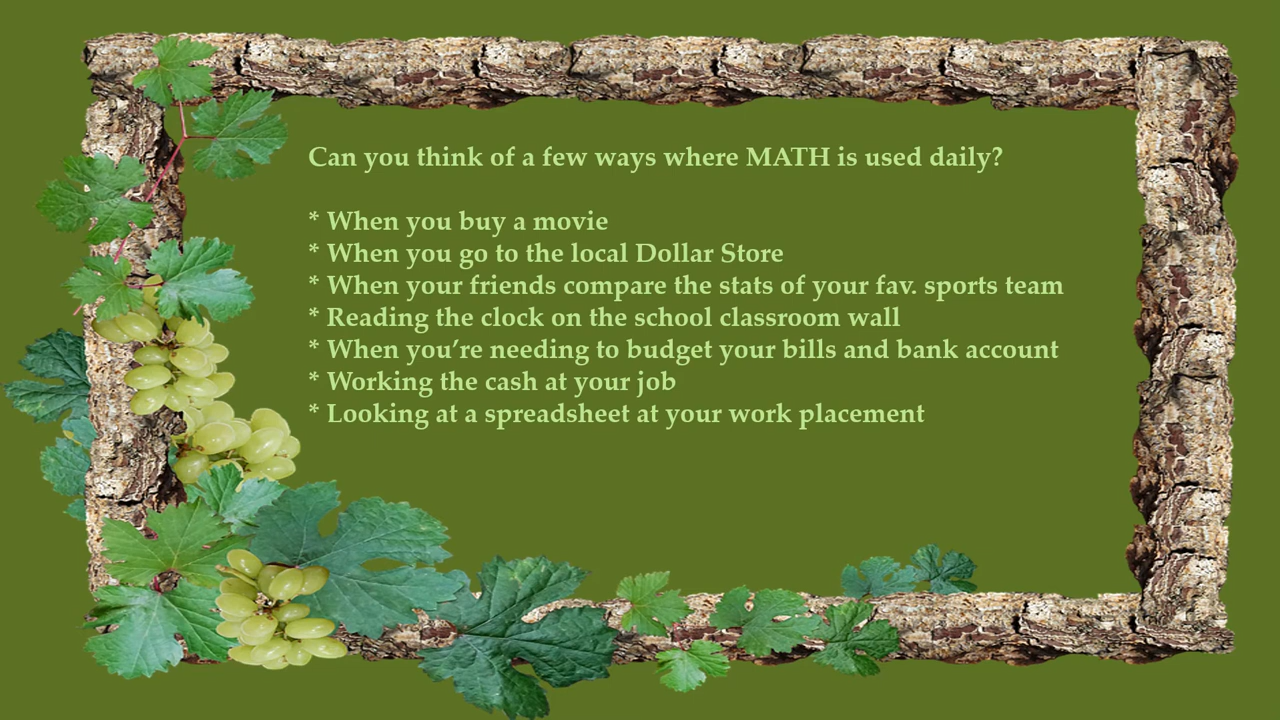 Can you think of a few ways where MATH is used daily?
* When you buy a movie
* When you go to the local Dollar Store
* When your friends compare the stats of your fav. sports team
* Reading the clock on the school classroom wall
* When you’re needing to budget your bills and bank account
* Working the cash at your job
* Looking at a spreadsheet at your work placement